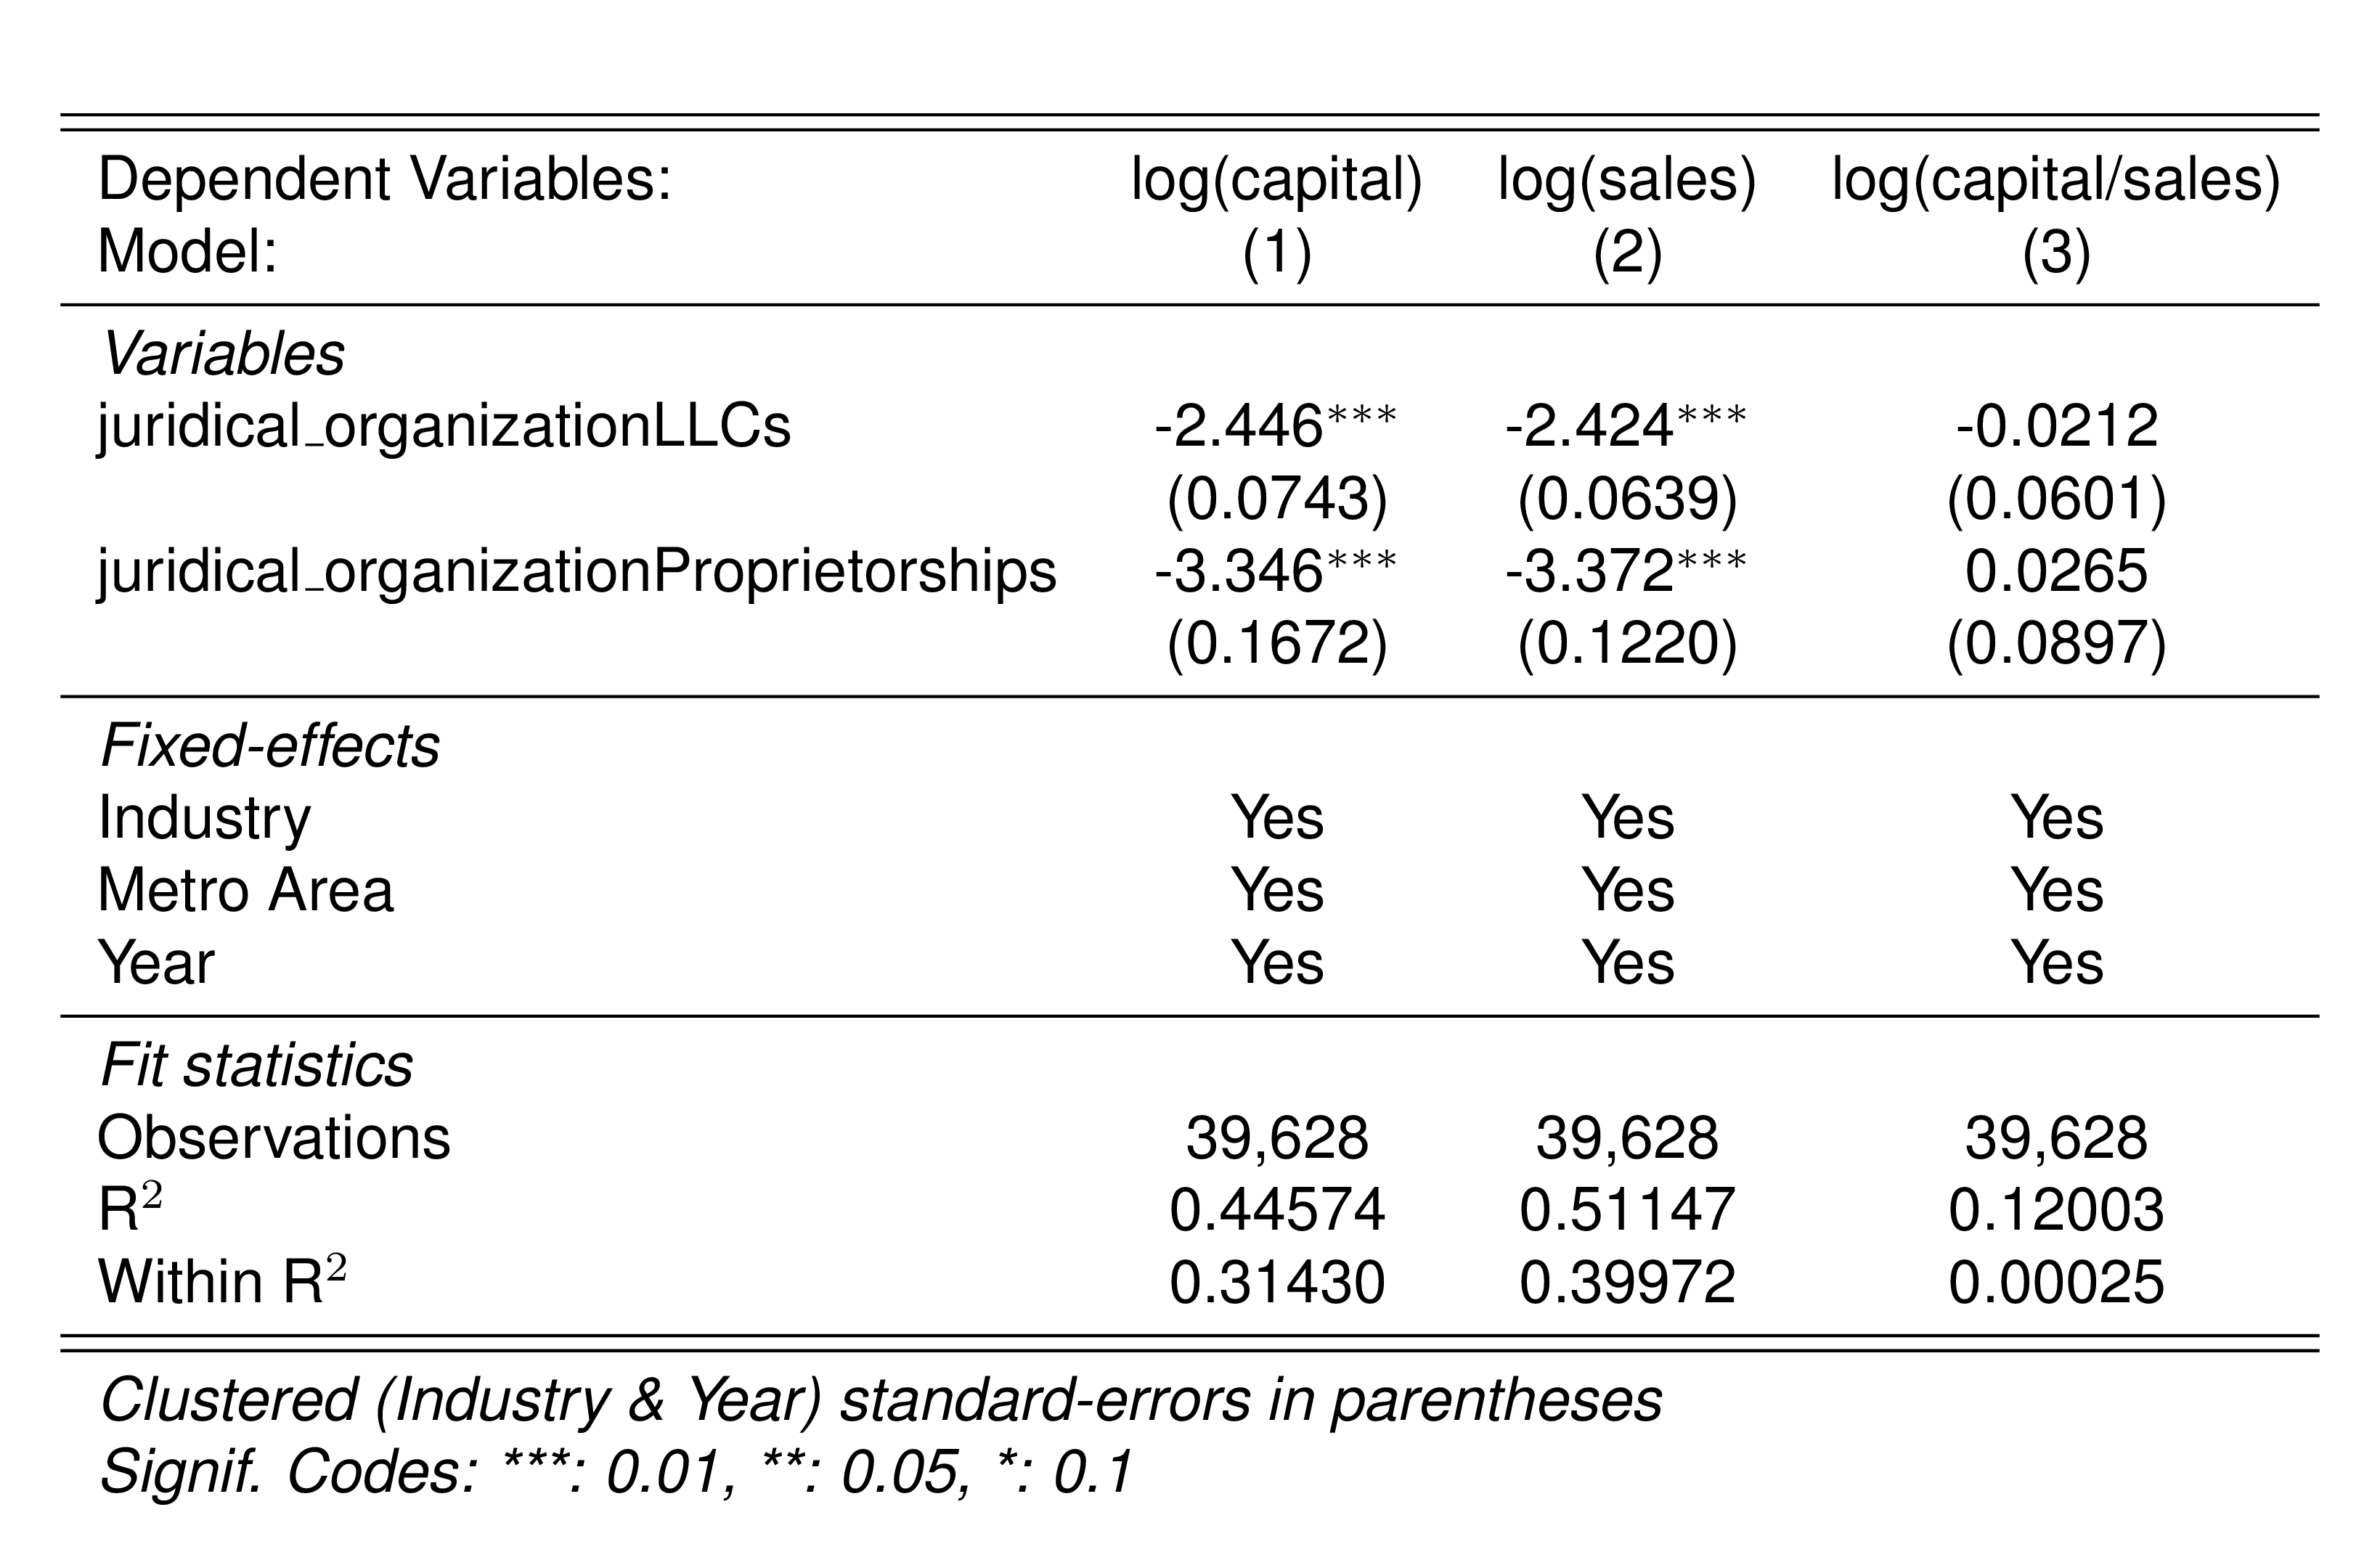 Dependent Variables: log(capital) log(sales) log(capital/sales)
Model: (1) (2) (3)
Variables
juridical_organizationLLCs -2.446*** -2.424*** -0.0212
(0.0743) (0.0639) (0.0601)
juridical_organizationProprietorships -3.346*** -3.372*** 0.0265
(0.1672) (0.1220) (0.0897)
Fixed-effects
Industry Yes Yes Yes
Metro Area Yes Yes Yes
Year Yes Yes Yes
Fit statistics
Observations 39,628 39,628 39,628
R² 0.44574 0.51147 0.12003
Within R² 0.31430 0.39972 0.00025
Clustered (Industry & Year) standard-errors in parentheses
Signif. Codes: ***: 0.01, **: 0.05, *: 0.1